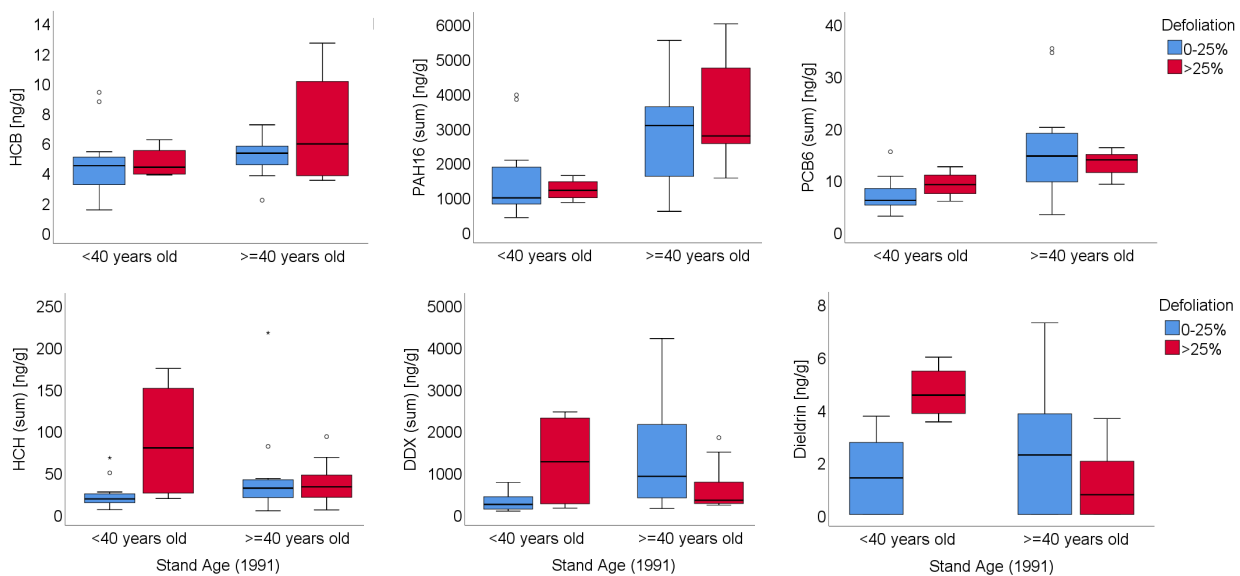 HCB [ng/g]
14
12
10
8
6
4
2
0
<40 years old
>=40 years old
PAH16 (sum) [ng/g]
6000
5000
4000
3000
2000
1000
0
<40 years old
>=40 years old
PCB6 (sum) [ng/g]
40
30
20
10
0
<40 years old
>=40 years old
Defoliation
0-25%
>25%
HCH (sum) [ng/g]
250
200
150
100
50
0
<40 years old
>=40 years old
Stand Age (1991)
DDX (sum) [ng/g]
5000
4000
3000
2000
1000
0
<40 years old
>=40 years old
Stand Age (1991)
Dieldrin [ng/g]
8
6
4
2
0
<40 years old
>=40 years old
Stand Age (1991)
Defoliation
0-25%
>25%